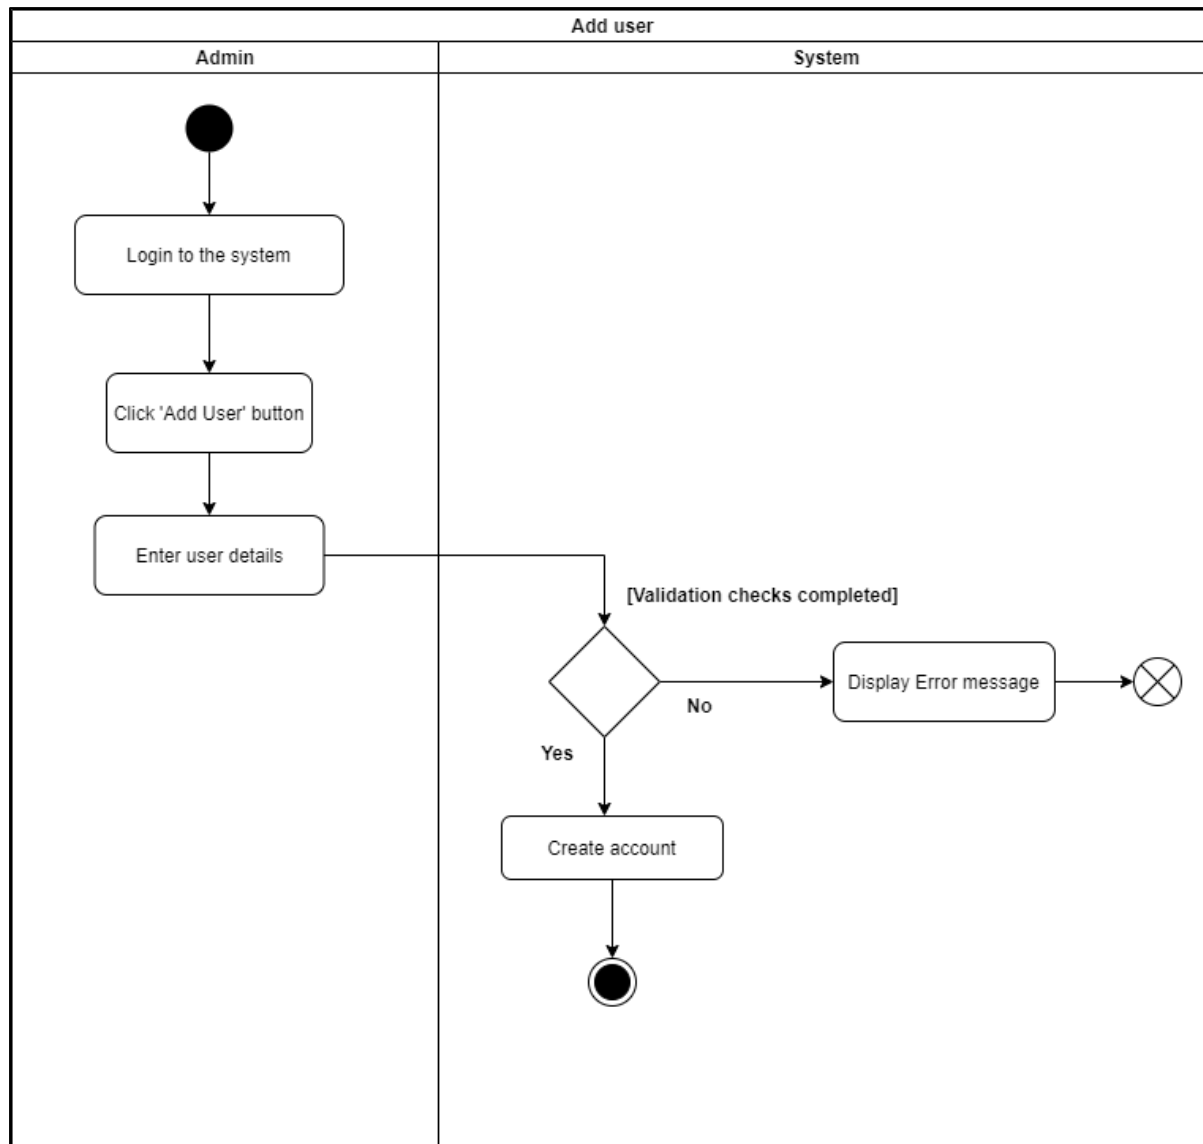 Add user
Admin
System
Login to the system
Click 'Add User' button
Enter user details
[Validation checks completed]
Display Error message
No
Yes
Create account